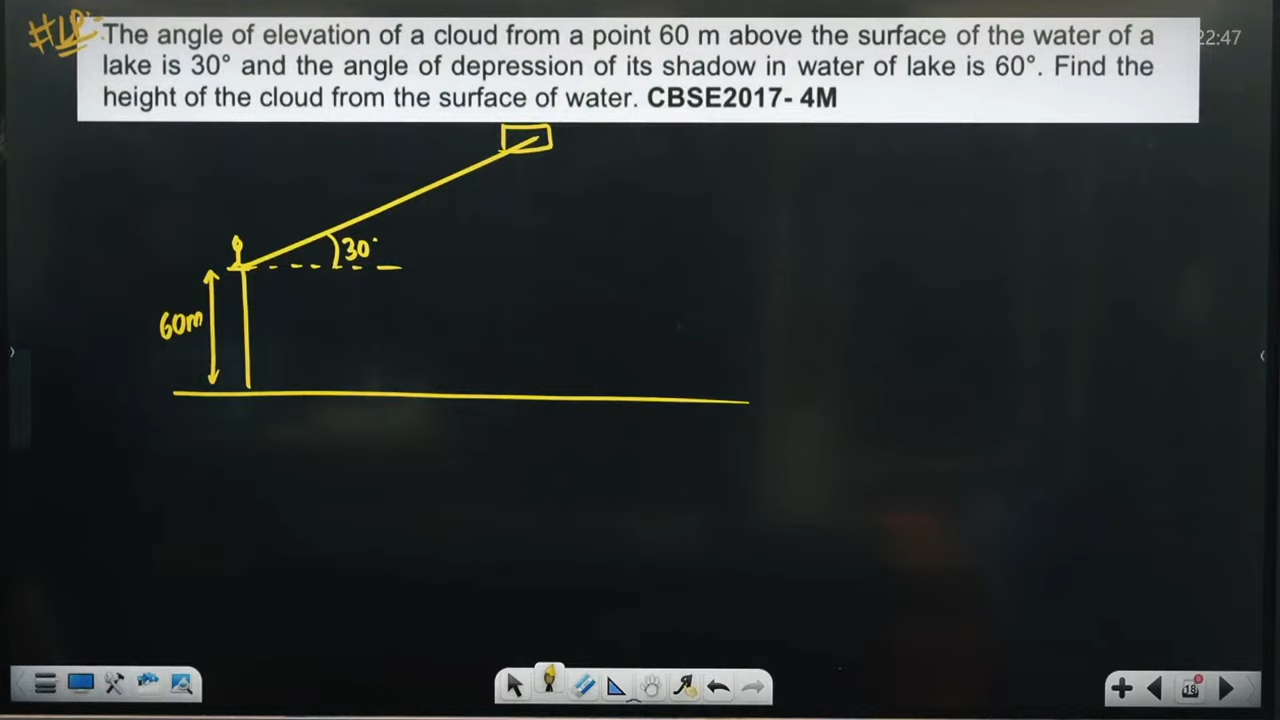 #LP.
The angle of elevation of a cloud from a point 60 m above the surface of the water of a
22:47
lake is 30° and the angle of depression of its shadow in water of lake is 60°. Find the
height of the cloud from the surface of water. CBSE2017- 4M
30°
60m
18